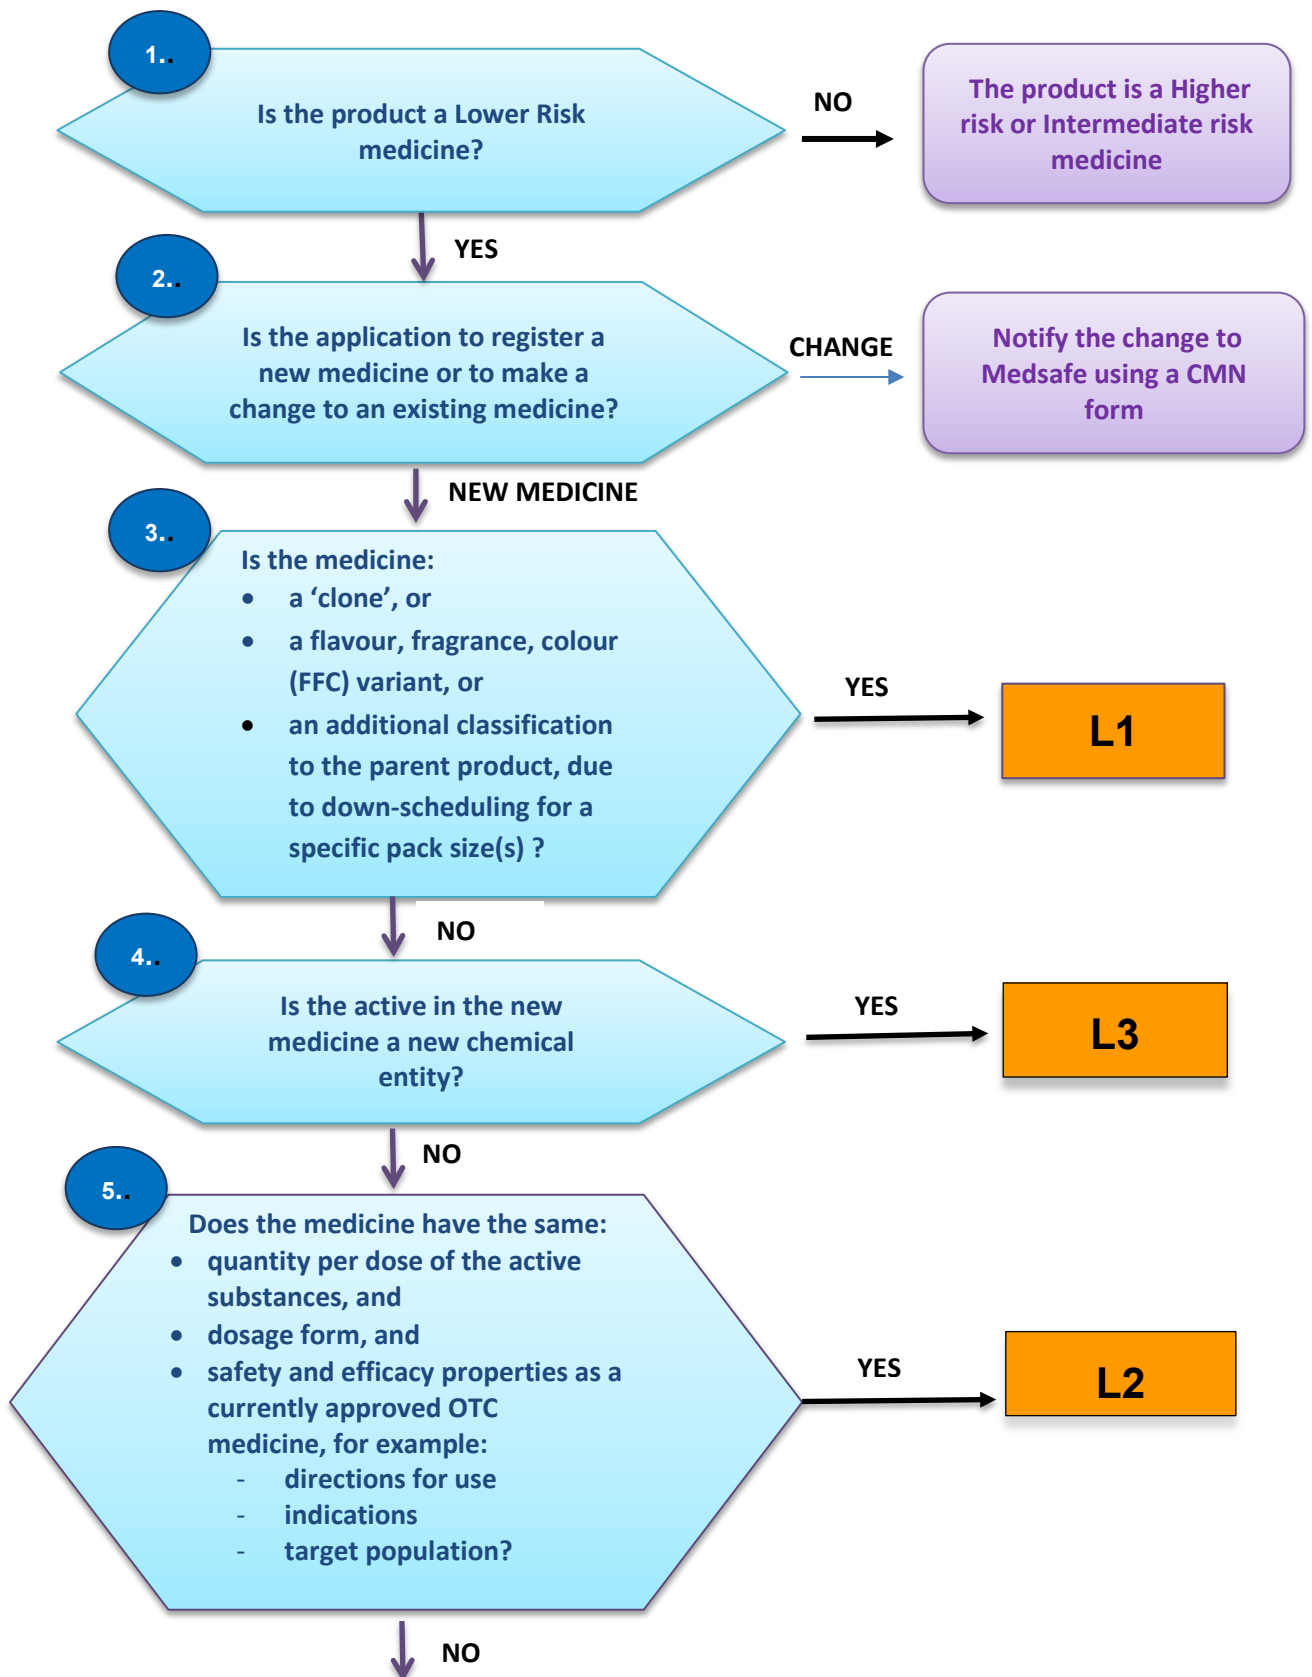 1..
Is the product a Lower Risk
medicine?
NO
The product is a Higher
risk or Intermediate risk
medicine
YES
2..
Is the application to register a
new medicine or to make a
change to an existing medicine?
CHANGE
Notify the change to
Medsafe using a CMN
form
NEW MEDICINE
3..
Is the medicine:
• a ‘clone’, or
• a flavour, fragrance, colour
(FFC) variant, or
• an additional classification
to the parent product, due
to down-scheduling for a
specific pack size(s) ?
YES
L1
NO
4..
Is the active in the new
medicine a new chemical
entity?
YES
L3
NO
5..
Does the medicine have the same:
• quantity per dose of the active
substances, and
• dosage form, and
• safety and efficacy properties as a
currently approved OTC
medicine, for example:
- directions for use
- indications
- target population?
YES
L2
NO